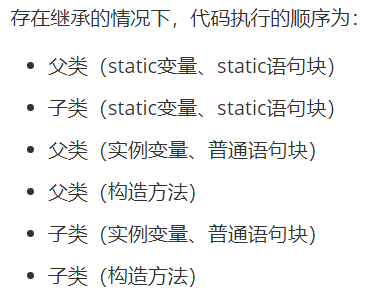 存在继承的情况下，代码执行的顺序为：
• 父类（static变量、static语句块）
• 子类（static变量、static语句块）
• 父类（实例变量、普通语句块）
• 父类（构造方法）
• 子类（实例变量、普通语句块）
• 子类（构造方法）